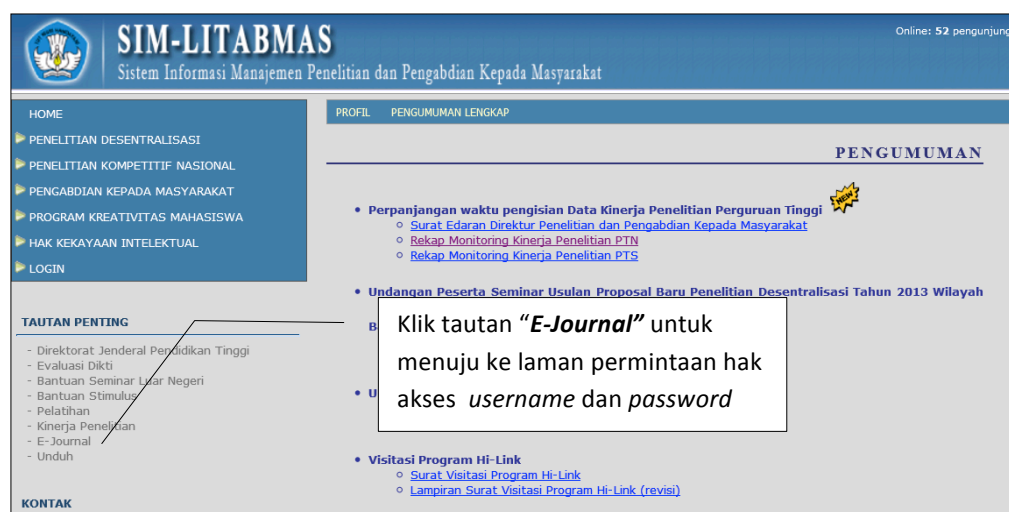 SIM-LITABMAS
Sistem Informasi Manajemen Penelitian dan Pengabdian Kepada Masyarakat
Online: 52 pengunjung
HOME
PENELITIAN DESENTRALISASI
PENELITIAN KOMPETITIF NASIONAL
PENGABDIAN KEPADA MASYARAKAT
PROGRAM KREATIVITAS MAHASISWA
HAK KEKAYAAN INTELEKTUAL
LOGIN
TAUTAN PENTING
- Direktorat Jenderal Pendidikan Tinggi
- Evaluasi Dikti
- Bantuan Seminar Luar Negeri
- Bantuan Stimulus
- Pelatihan
- Kinerja Penelitian
- E-Journal
- Unduh
KONTAK
PROFIL PENGUMUMAN LENGKAP
PENGUMUMAN
• Perpanjangan waktu pengisian Data Kinerja Penelitian Perguruan Tinggi NEW
○ Surat Edaran Direktur Penelitian dan Pengabdian Kepada Masyarakat
○ Rekap Monitoring Kinerja Penelitian PTN
○ Rekap Monitoring Kinerja Penelitian PTS
• Undangan Peserta Seminar Usulan Proposal Baru Penelitian Desentralisasi Tahun 2013 Wilayah
Klik tautan “E-Journal” untuk
menuju ke laman permintaan hak
akses username dan password
• Visitasi Program Hi-Link
○ Surat Visitasi Program Hi-Link
○ Lampiran Surat Visitasi Program Hi-Link (revisi)